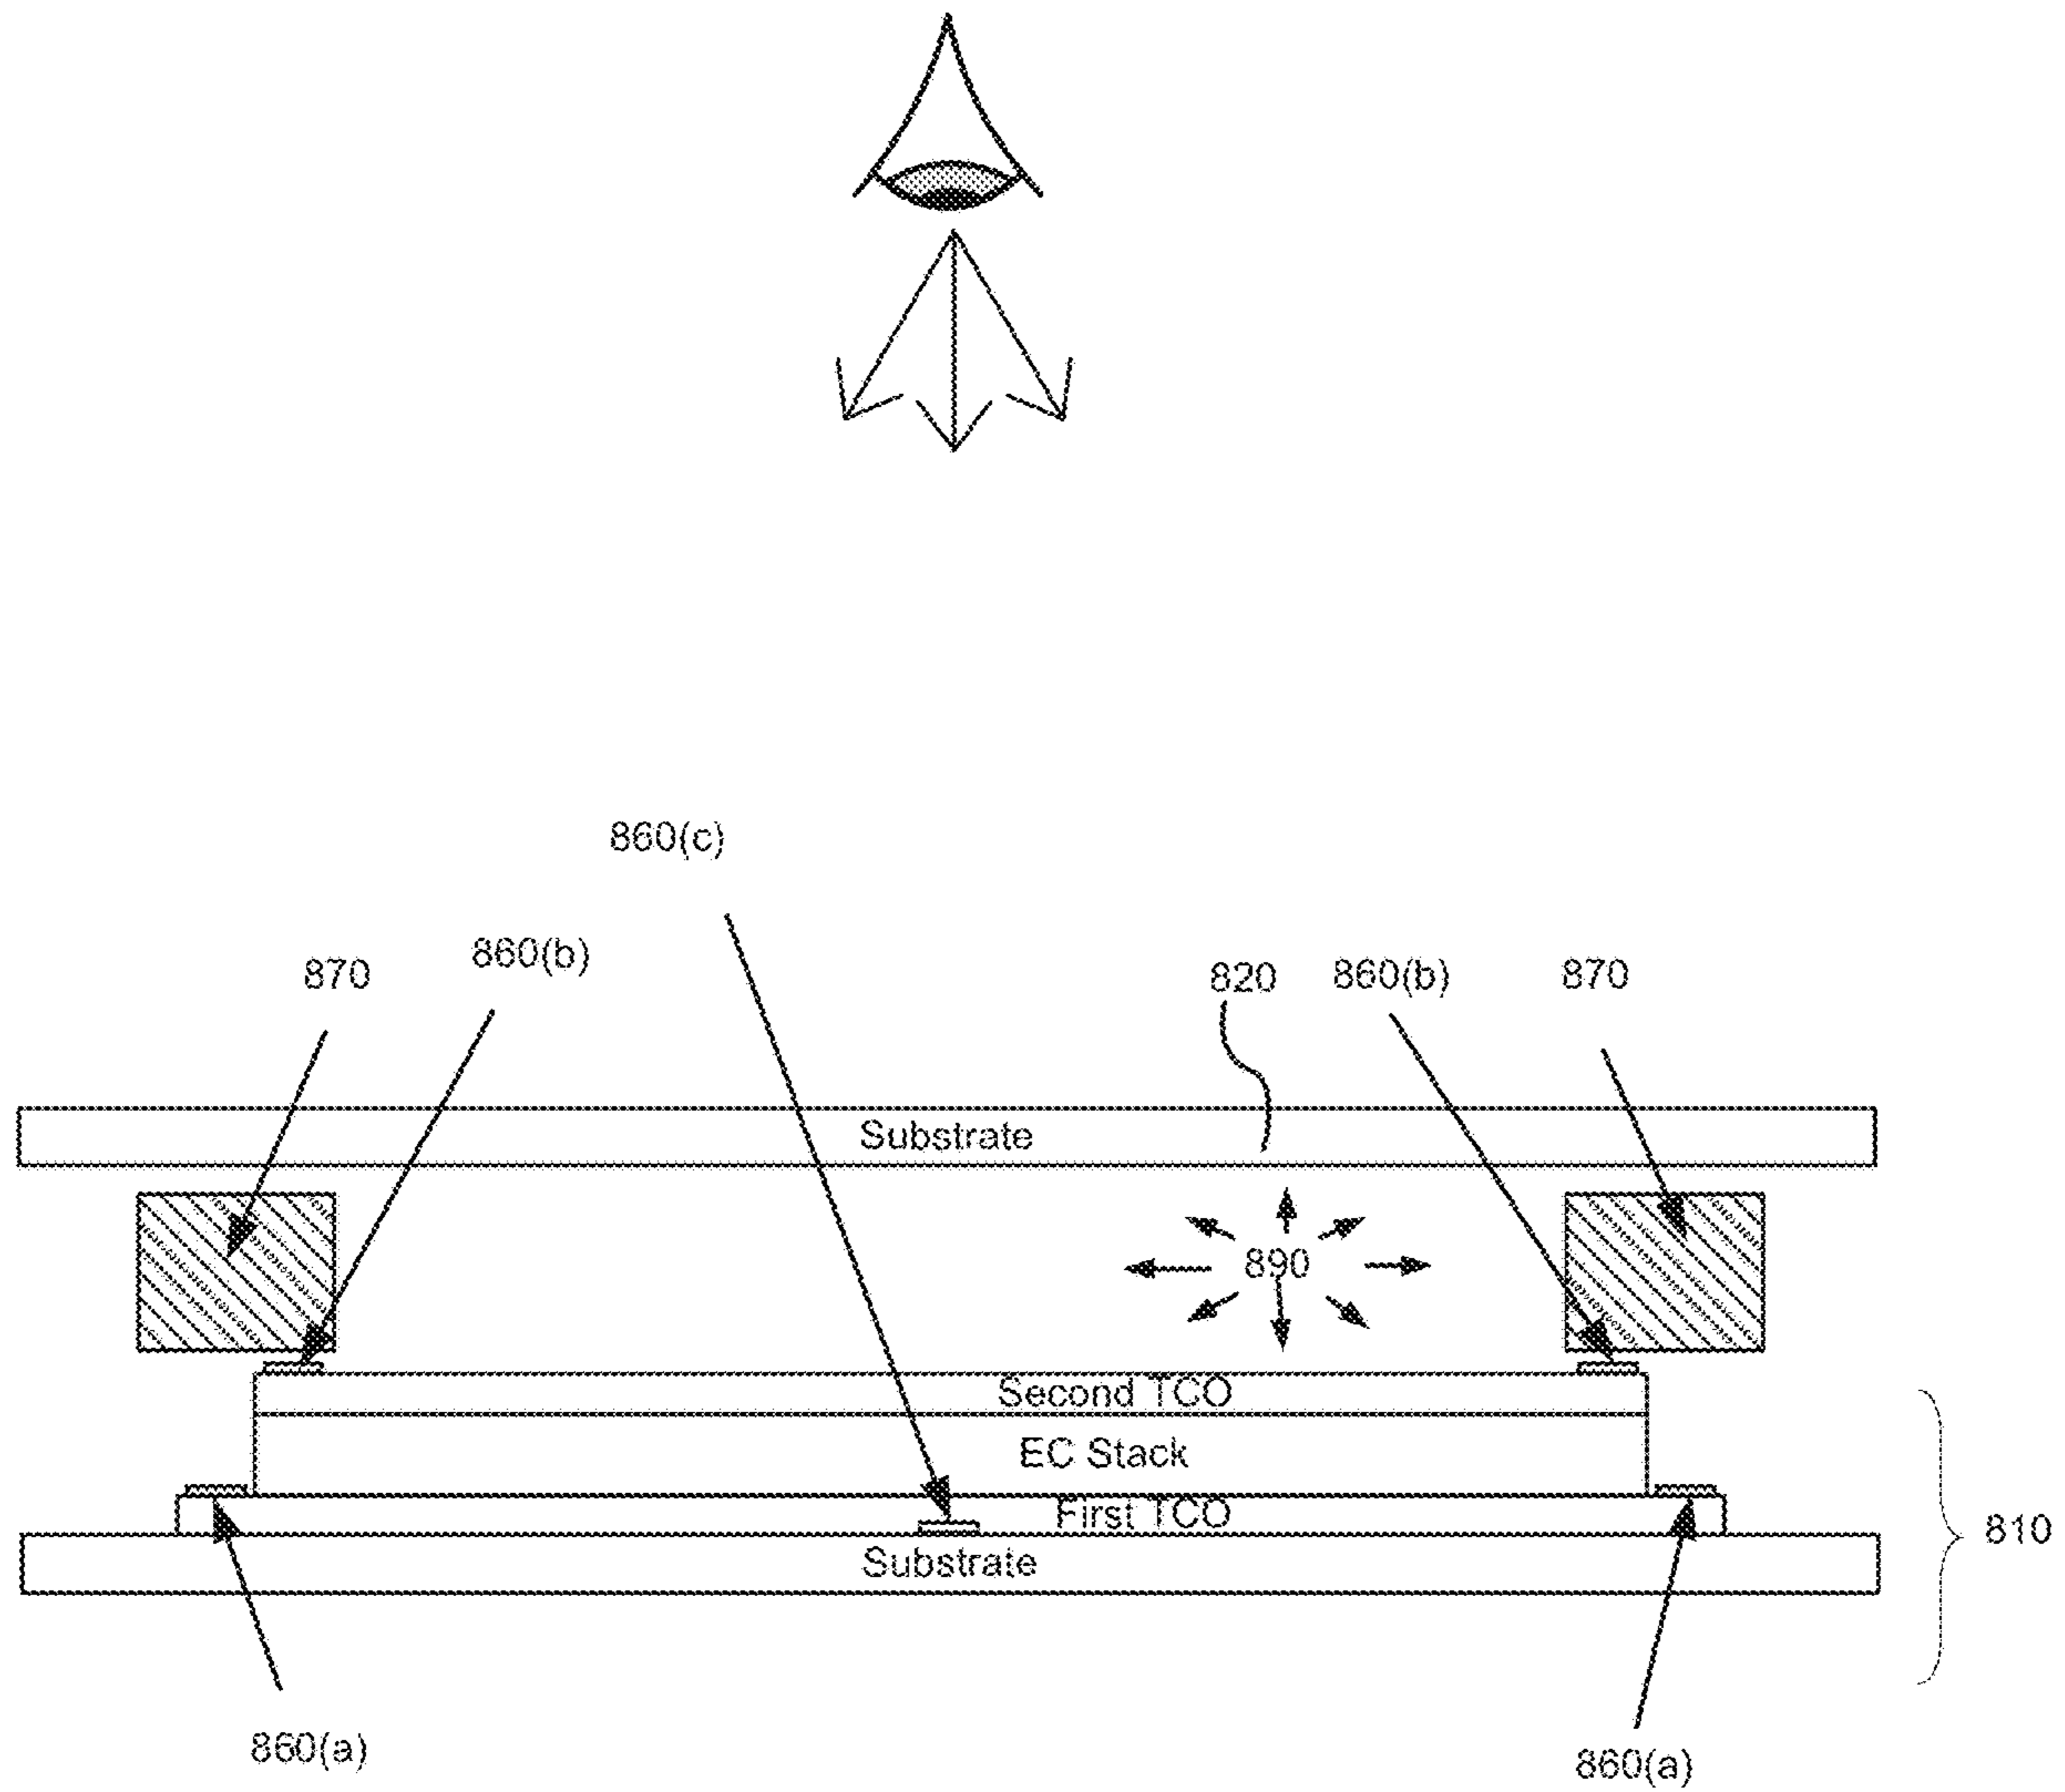 860(c)
860(b)
870
820
860(b)
870
Substrate
890
Second TCO
EC Stack
First TCO
Substrate
810
860(a)
860(a)